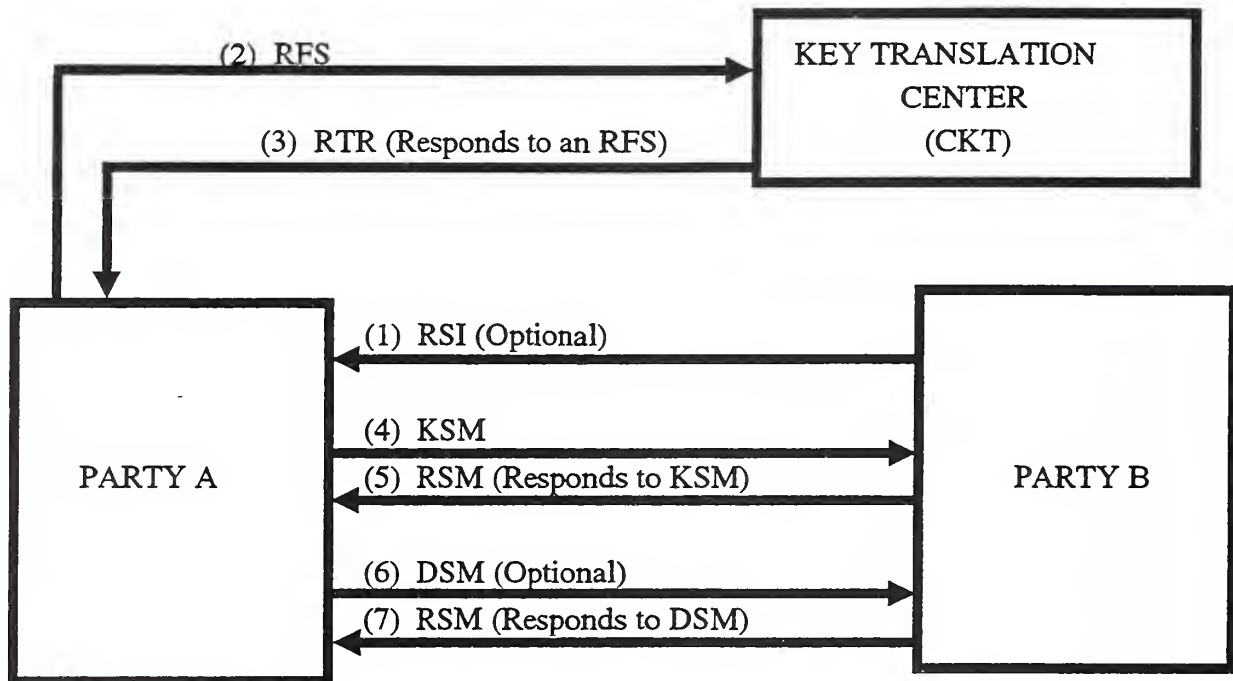 (2) RFS
KEY TRANSLATION
CENTER
(CKT)
(3) RTR (Responds to an RFS)
(1) RSI (Optional)
(4) KSM
PARTY A
(5) RSM (Responds to KSM)
PARTY B
(6) DSM (Optional)
(7) RSM (Responds to DSM)